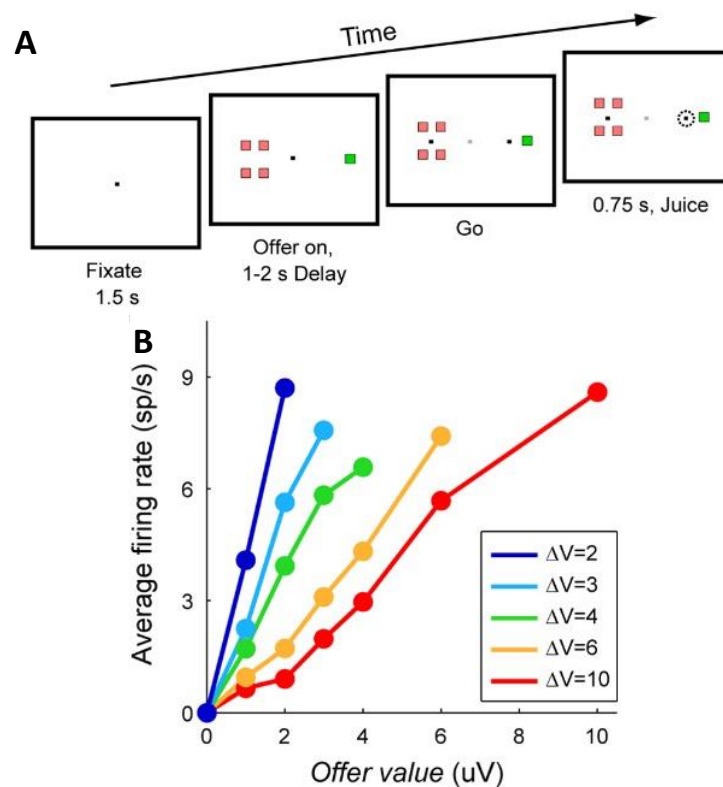 A
Time
Fixate
1.5 s
Offer on,
1-2 s Delay
Go
0.75 s, Juice
B
Average firing rate (sp/s)
9
6
3
0
0
2
4
6
8
10
Offer value (uV)
ΔV=2
ΔV=3
ΔV=4
ΔV=6
ΔV=10